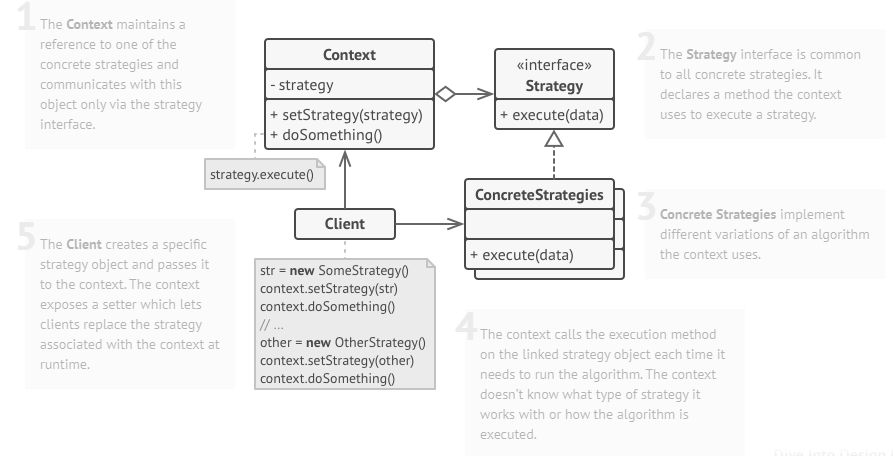 1
The Context maintains a
reference to one of the
concrete strategies and
communicates with this
object only via the strategy
interface.
Context
- strategy
+ setStrategy(strategy)
+ doSomething()
strategy.execute()
«interface»
Strategy
+ execute(data)
2
The Strategy interface is common
to all concrete strategies. It
declares a method the context
uses to execute a strategy.
Client
ConcreteStrategies
+ execute(data)
3
Concrete Strategies implement
different variations of an algorithm
the context uses.
5
The Client creates a specific
strategy object and passes it
to the context. The context
exposes a setter which lets
clients replace the strategy
associated with the context at
runtime.
str = new SomeStrategy()
context.setStrategy(str)
context.doSomething()
// ...
other = new OtherStrategy()
context.setStrategy(other)
context.doSomething()
4
The context calls the execution method
on the linked strategy object each time it
needs to run the algorithm. The context
doesn't know what type of strategy it
works with or how the algorithm is
executed.
Dive Into Design